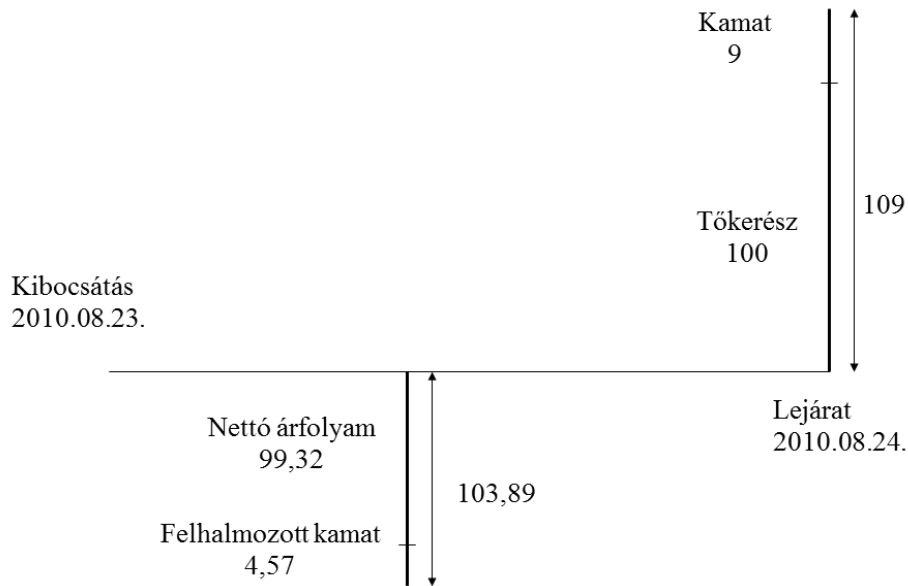 Kamat
9
109
Tőkerész
100
Kibocsátás
2010.08.23.
Lejárat
2010.08.24.
Nettó árfolyam
99,32
103,89
Felhalmozott kamat
4,57